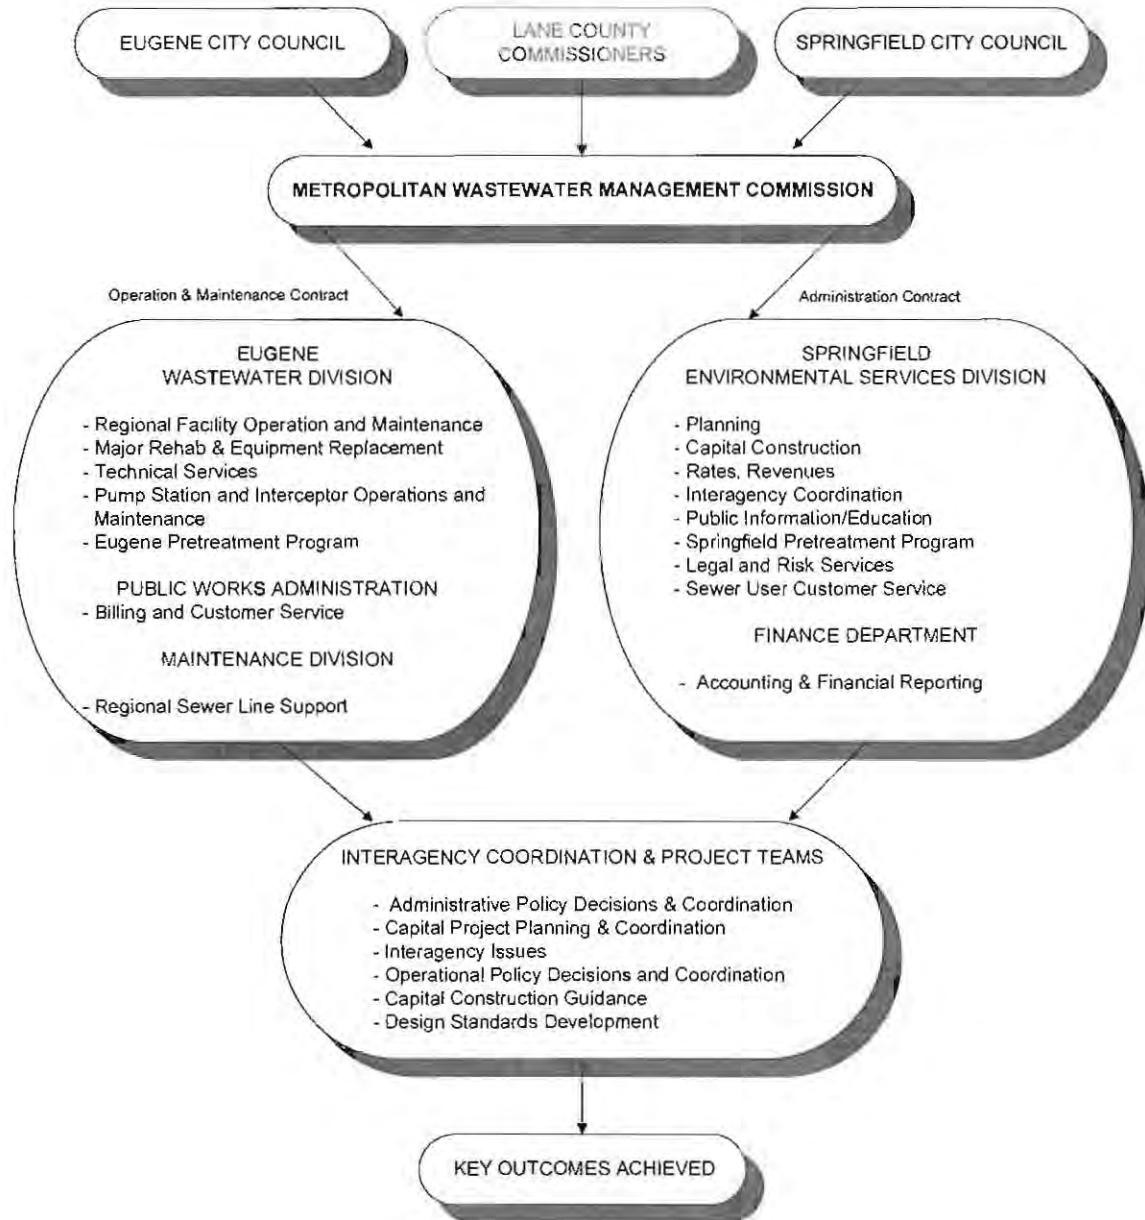 EUGENE CITY COUNCIL
LANE COUNTY
COMMISSIONERS
SPRINGFIELD CITY COUNCIL
METROPOLITAN WASTEWATER MANAGEMENT COMMISSION
Operation & Maintenance Contract
Administration Contract
EUGENE
WASTEWATER DIVISION
- Regional Facility Operation and Maintenance
- Major Rehab & Equipment Replacement
- Technical Services
- Pump Station and Interceptor Operations and
Maintenance
- Eugene Pretreatment Program
PUBLIC WORKS ADMINISTRATION
- Billing and Customer Service
MAINTENANCE DIVISION
- Regional Sewer Line Support
SPRINGFIELD
ENVIRONMENTAL SERVICES DIVISION
- Planning
- Capital Construction
- Rates, Revenues
- Interagency Coordination
- Public Information/Education
- Springfield Pretreatment Program
- Legal and Risk Services
- Sewer User Customer Service
FINANCE DEPARTMENT
- Accounting & Financial Reporting
INTERAGENCY COORDINATION & PROJECT TEAMS
- Administrative Policy Decisions & Coordination
- Capital Project Planning & Coordination
- Interagency Issues
- Operational Policy Decisions and Coordination
- Capital Construction Guidance
- Design Standards Development
KEY OUTCOMES ACHIEVED